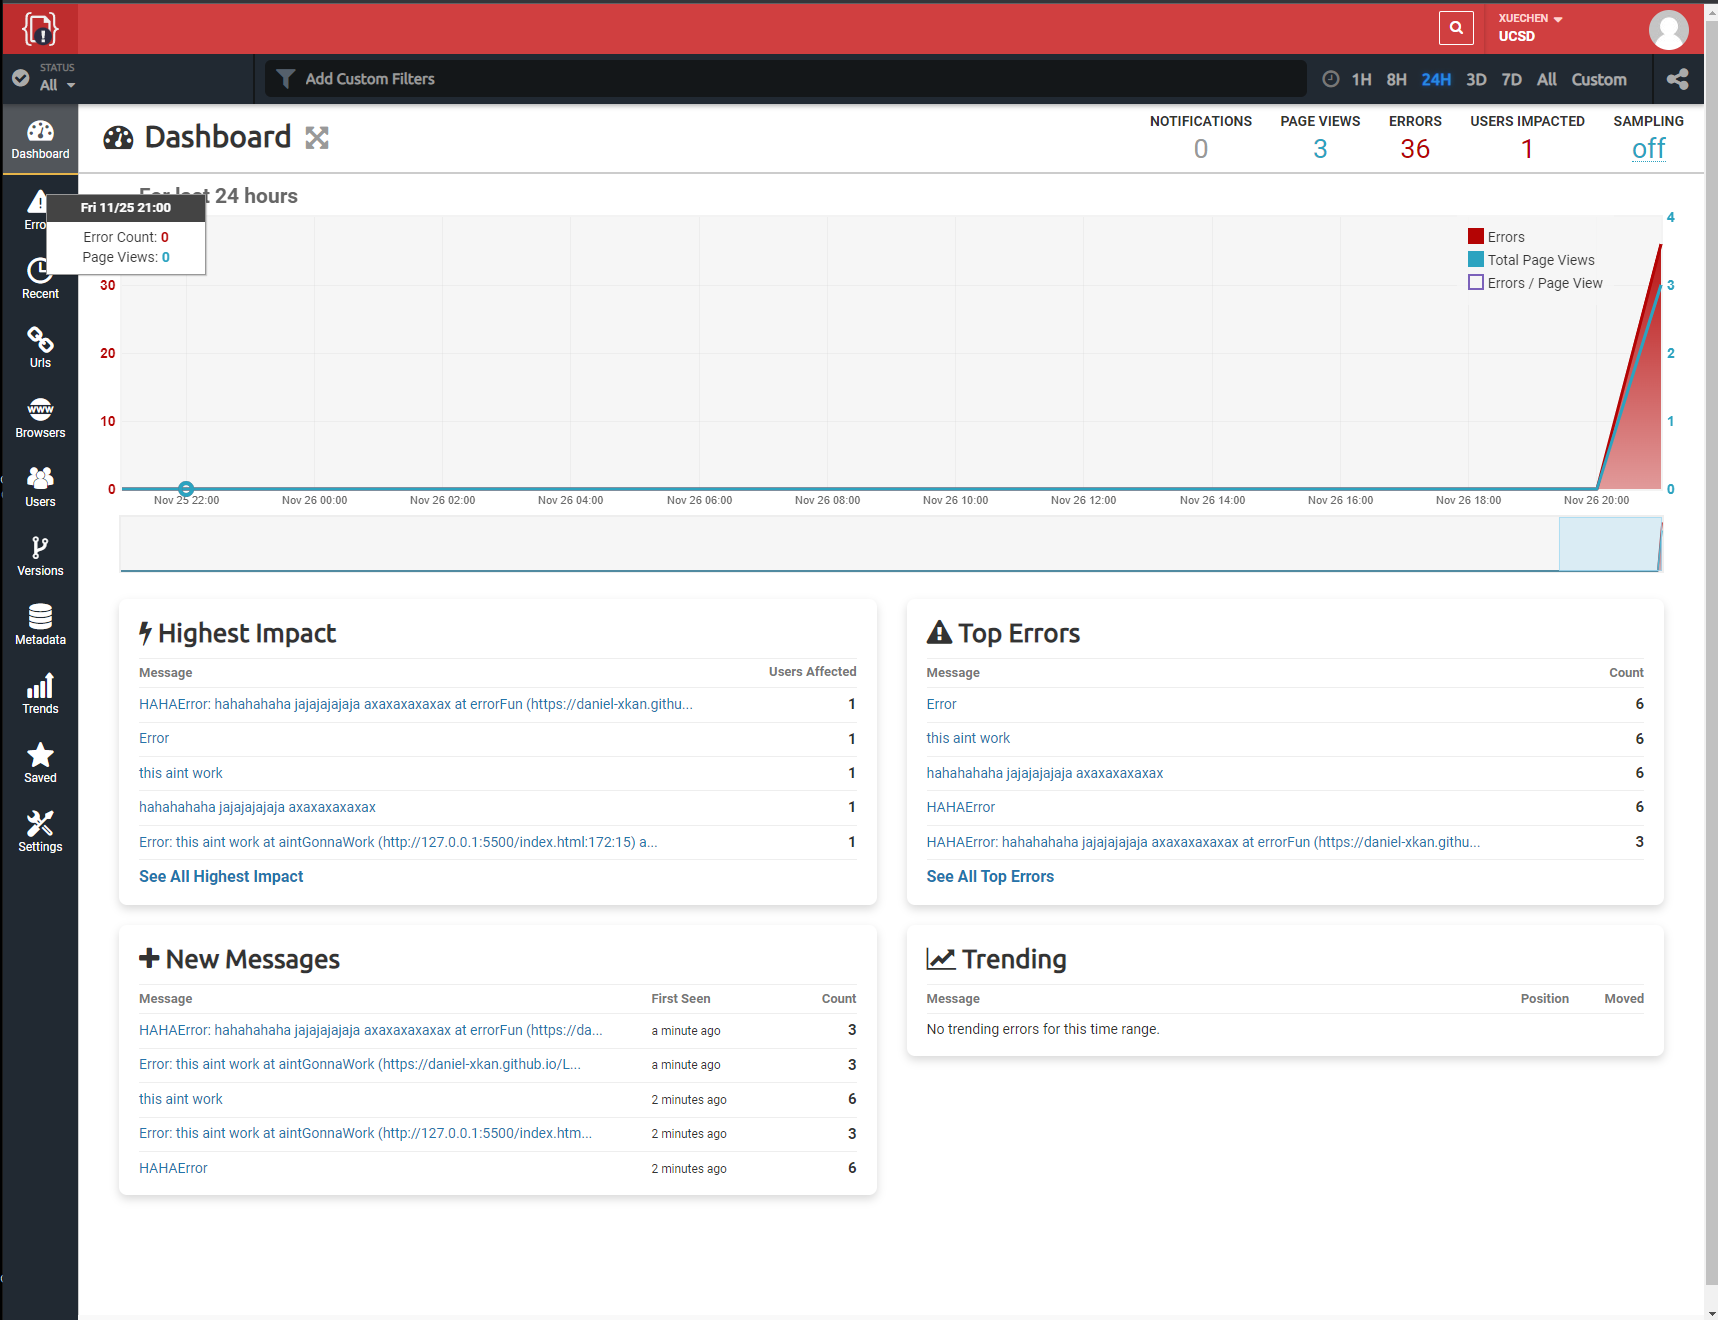 XUECHEN
UCSD
STATUS
All
Add Custom Filters
1H 8H 24H 3D 7D All Custom
Dashboard
Recent
Urls
Browsers
Users
Versions
Metadata
Trends
Saved
Settings
Dashboard
NOTIFICATIONS
0
PAGE VIEWS
3
ERRORS
36
USERS IMPACTED
1
SAMPLING
off
24 hours
Fri 11/25 21:00
Error Count: 0
Page Views: 0
Errors
Total Page Views
Errors / Page View
30
20
10
0
4
3
2
1
0
Nov 25 22:00
Nov 26 00:00
Nov 26 02:00
Nov 26 04:00
Nov 26 06:00
Nov 26 08:00
Nov 26 10:00
Nov 26 12:00
Nov 26 14:00
Nov 26 16:00
Nov 26 18:00
Nov 26 20:00
Highest Impact
Message Users Affected
HAHAError: hahahahaha jajajajajaja axaxaxaxaxax at errorFun (https://daniel-xkan.githu... 1
Error 1
this aint work 1
hahahahaha jajajajajaja axaxaxaxaxax 1
Error: this aint work at aintGonnaWork (http://127.0.0.1:5500/index.html:172:15) a... 1
See All Highest Impact
Top Errors
Message Count
Error 6
this aint work 6
hahahahaha jajajajajaja axaxaxaxaxax 6
HAHAError 6
HAHAError: hahahahaha jajajajajaja axaxaxaxaxax at errorFun (https://daniel-xkan.githu... 3
See All Top Errors
New Messages
Message First Seen Count
HAHAError: hahahahaha jajajajajaja axaxaxaxaxax at errorFun (https://da... a minute ago 3
Error: this aint work at aintGonnaWork (https://daniel-xkan.github.io/L... a minute ago 3
this aint work 2 minutes ago 6
Error: this aint work at aintGonnaWork (http://127.0.0.1:5500/index.htm... 2 minutes ago 3
HAHAError 2 minutes ago 6
Trending
Message Position Moved
No trending errors for this time range.